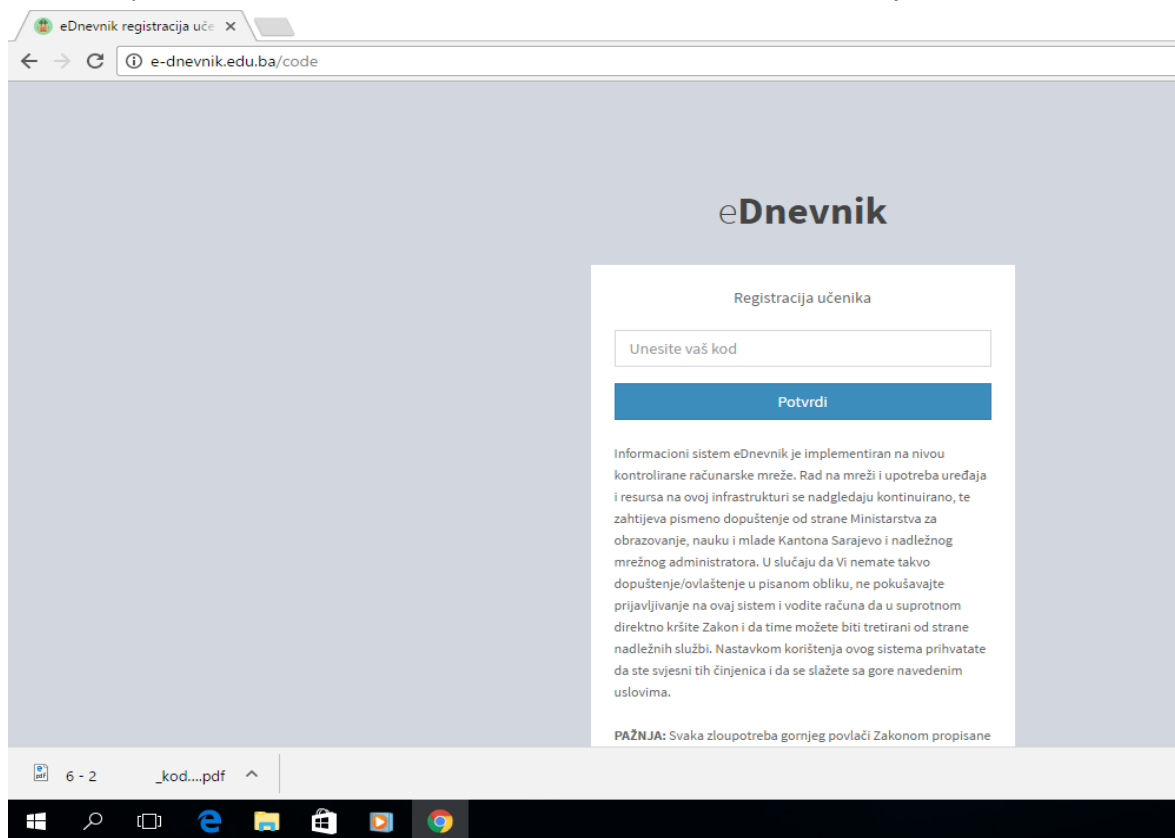 eDnevnik registracija uče
e-dnevnik.edu.ba/code
eDnevnik
Registracija učenika
Unesite vaš kod
Potvrdi
Informacioni sistem eDnevnik je implementiran na nivou
kontrolirane računarske mreže. Rad na mreži i upotreba uređaja
i resursa na ovoj infrastrukturi se nadgledaju kontinuirano, te
zahtijeva pismeno dopuštenje od strane Ministarstva za
obrazovanje, nauku i mlade Kantona Sarajevo i nadležnog
mrežnog administratora. U slučaju da Vi nemate takvo
dopuštenje/ovlaštenje u pisanom obliku, ne pokušavajte
prijavljivanje na ovaj sistem i vodite računa da u suprotnom
direktno kršite Zakon i da time možete biti tretirani od strane
nadležnih službi. Nastavkom korištenja ovog sistema prihvatate
da ste svjesni tih činjenica i da se slažete sa gore navedenim
uslovima.
PAŽNJA: Svaka zloupotreba gornjeg povlači Zakonom propisane
6 - 2 _kod....pdf